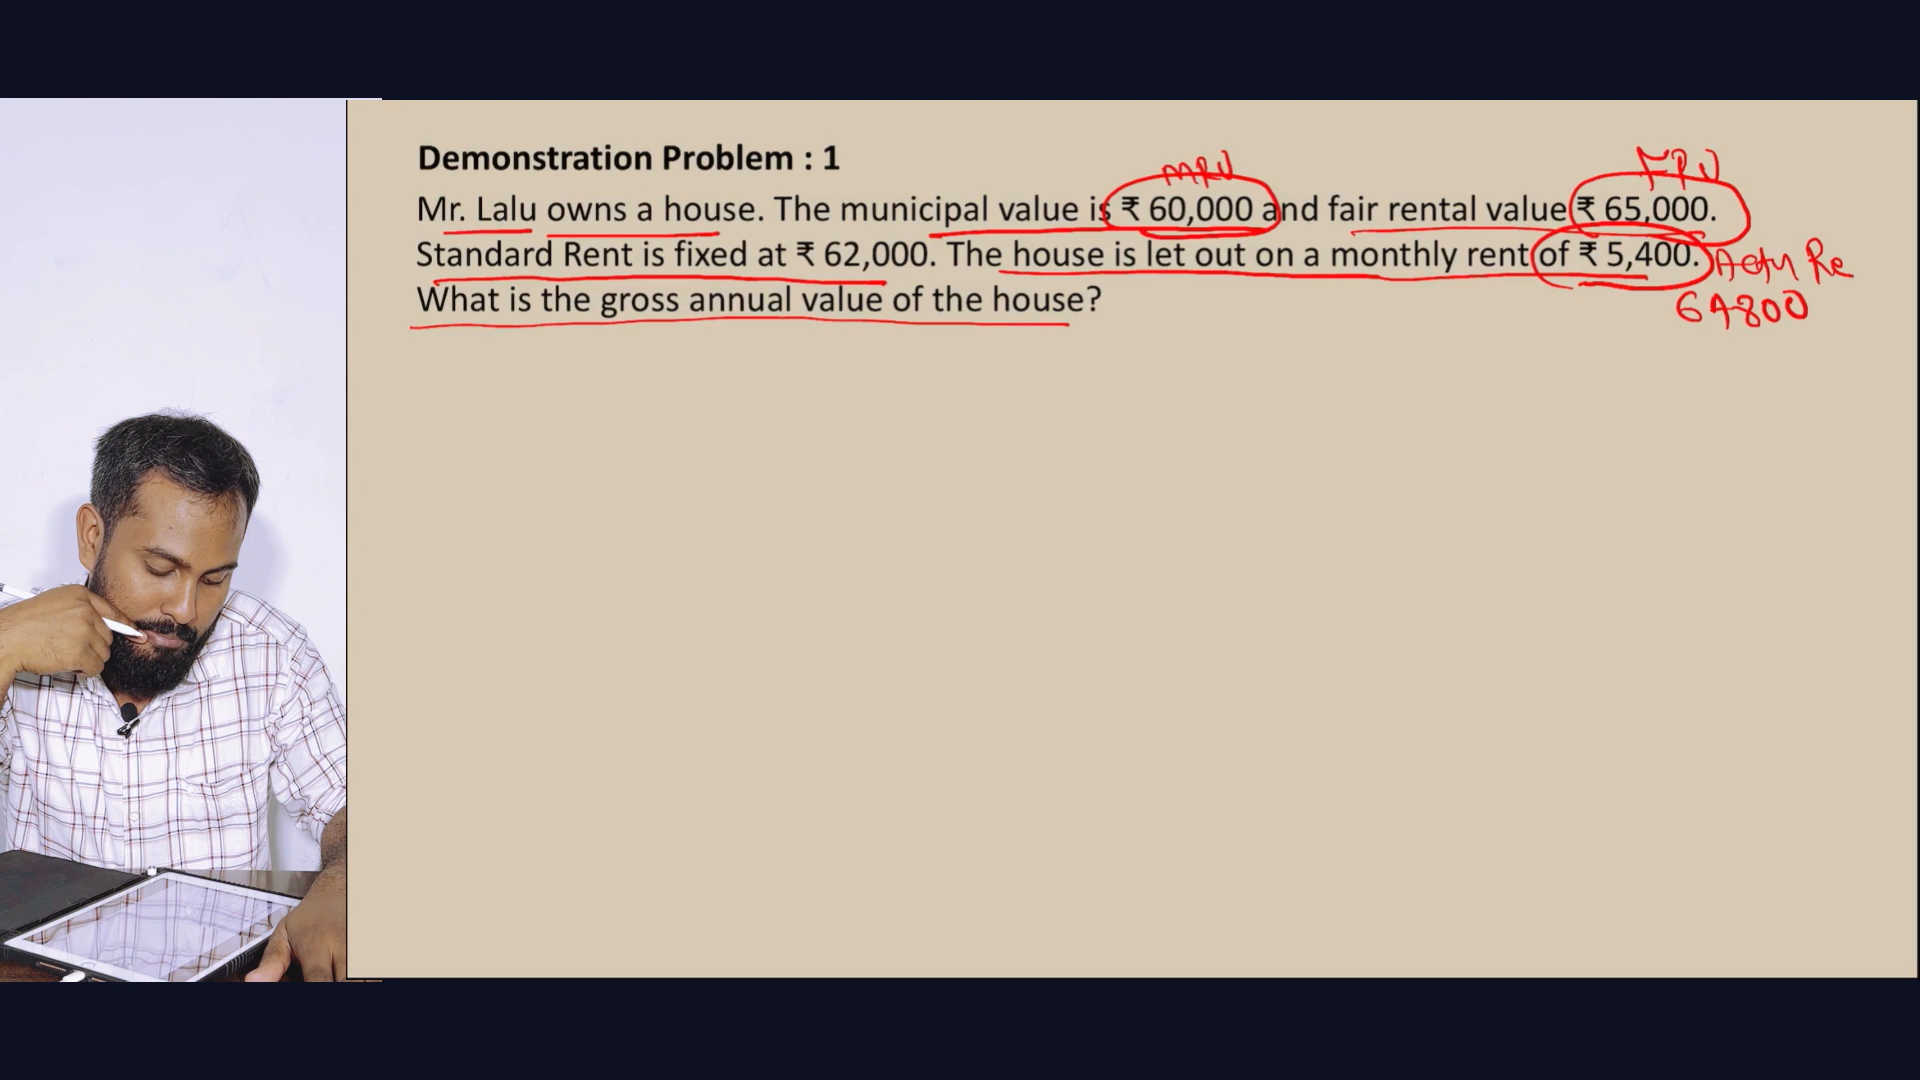 Demonstration Problem : 1
MRV FRV
Mr. Lalu owns a house. The municipal value is ₹ 60,000 and fair rental value ₹ 65,000.
Standard Rent is fixed at ₹ 62,000. The house is let out on a monthly rent of ₹ 5,400.
What is the gross annual value of the house?
64800